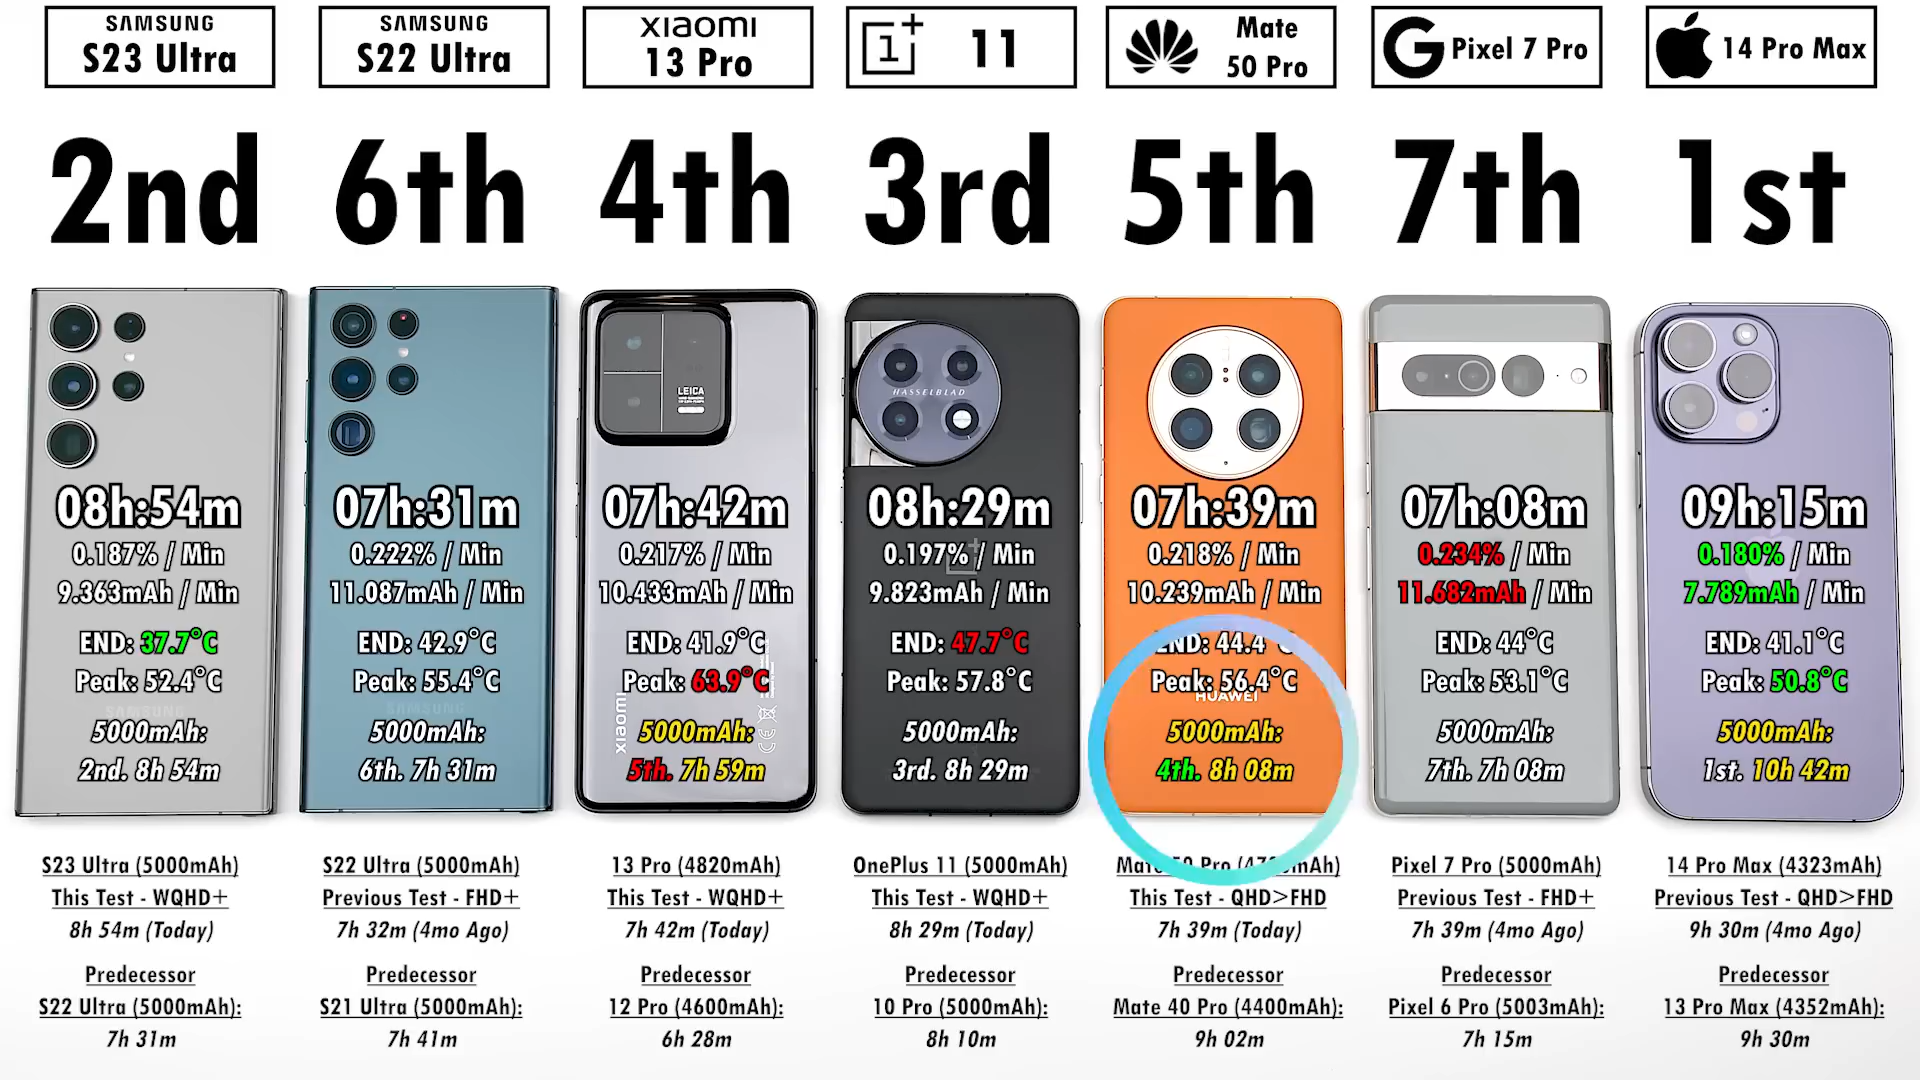 SAMSUNG
S23 Ultra
SAMSUNG
S22 Ultra
xiaomi
13 Pro
1+ 11
Mate
50 Pro
G Pixel 7 Pro
14 Pro Max
2nd
6th
4th
3rd
5th
7th
1st
LEICA
HASSELBLAD
08h:54m
0.187% / Min
9.363mAh / Min
END: 37.7°C
Peak: 52.4°C
SAMSUNG
5000mAh:
2nd. 8h 54m
07h:31m
0.222% / Min
11.087mAh / Min
END: 42.9°C
Peak: 55.4°C
SAMSUNG
5000mAh:
6th. 7h 31m
07h:42m
0.217% / Min
10.433mAh / Min
END: 41.9°C
Peak: 63.9°C
xiaomi
5000mAh:
5th. 7h 59m
08h:29m
0.197% / Min
9.823mAh / Min
END: 47.7°C
Peak: 57.8°C
5000mAh:
3rd. 8h 29m
07h:39m
0.218% / Min
10.239mAh / Min
END: 44.4°C
Peak: 56.4°C
HUAWEI
5000mAh:
4th. 8h 08m
07h:08m
0.234% / Min
11.682mAh / Min
END: 44°C
Peak: 53.1°C
5000mAh:
7th. 7h 08m
09h:15m
0.180% / Min
7.789mAh / Min
END: 41.1°C
Peak: 50.8°C
5000mAh:
1st. 10h 42m
S23 Ultra (5000mAh)
This Test - WQHD+
8h 54m (Today)
Predecessor
S22 Ultra (5000mAh):
7h 31m
S22 Ultra (5000mAh)
Previous Test - FHD+
7h 32m (4mo Ago)
Predecessor
S21 Ultra (5000mAh):
7h 41m
13 Pro (4820mAh)
This Test - WQHD+
7h 42m (Today)
Predecessor
12 Pro (4600mAh):
6h 28m
OnePlus 11 (5000mAh)
This Test - WQHD+
8h 29m (Today)
Predecessor
10 Pro (5000mAh):
8h 10m
Mate 50 Pro
This Test - QHD>FHD
7h 39m (Today)
Predecessor
Mate 40 Pro (4400mAh):
9h 02m
Pixel 7 Pro (5000mAh)
Previous Test - FHD+
7h 39m (4mo Ago)
Predecessor
Pixel 6 Pro (5003mAh):
7h 15m
14 Pro Max (4323mAh)
Previous Test - QHD>FHD
9h 30m (4mo Ago)
Predecessor
13 Pro Max (4352mAh):
9h 30m